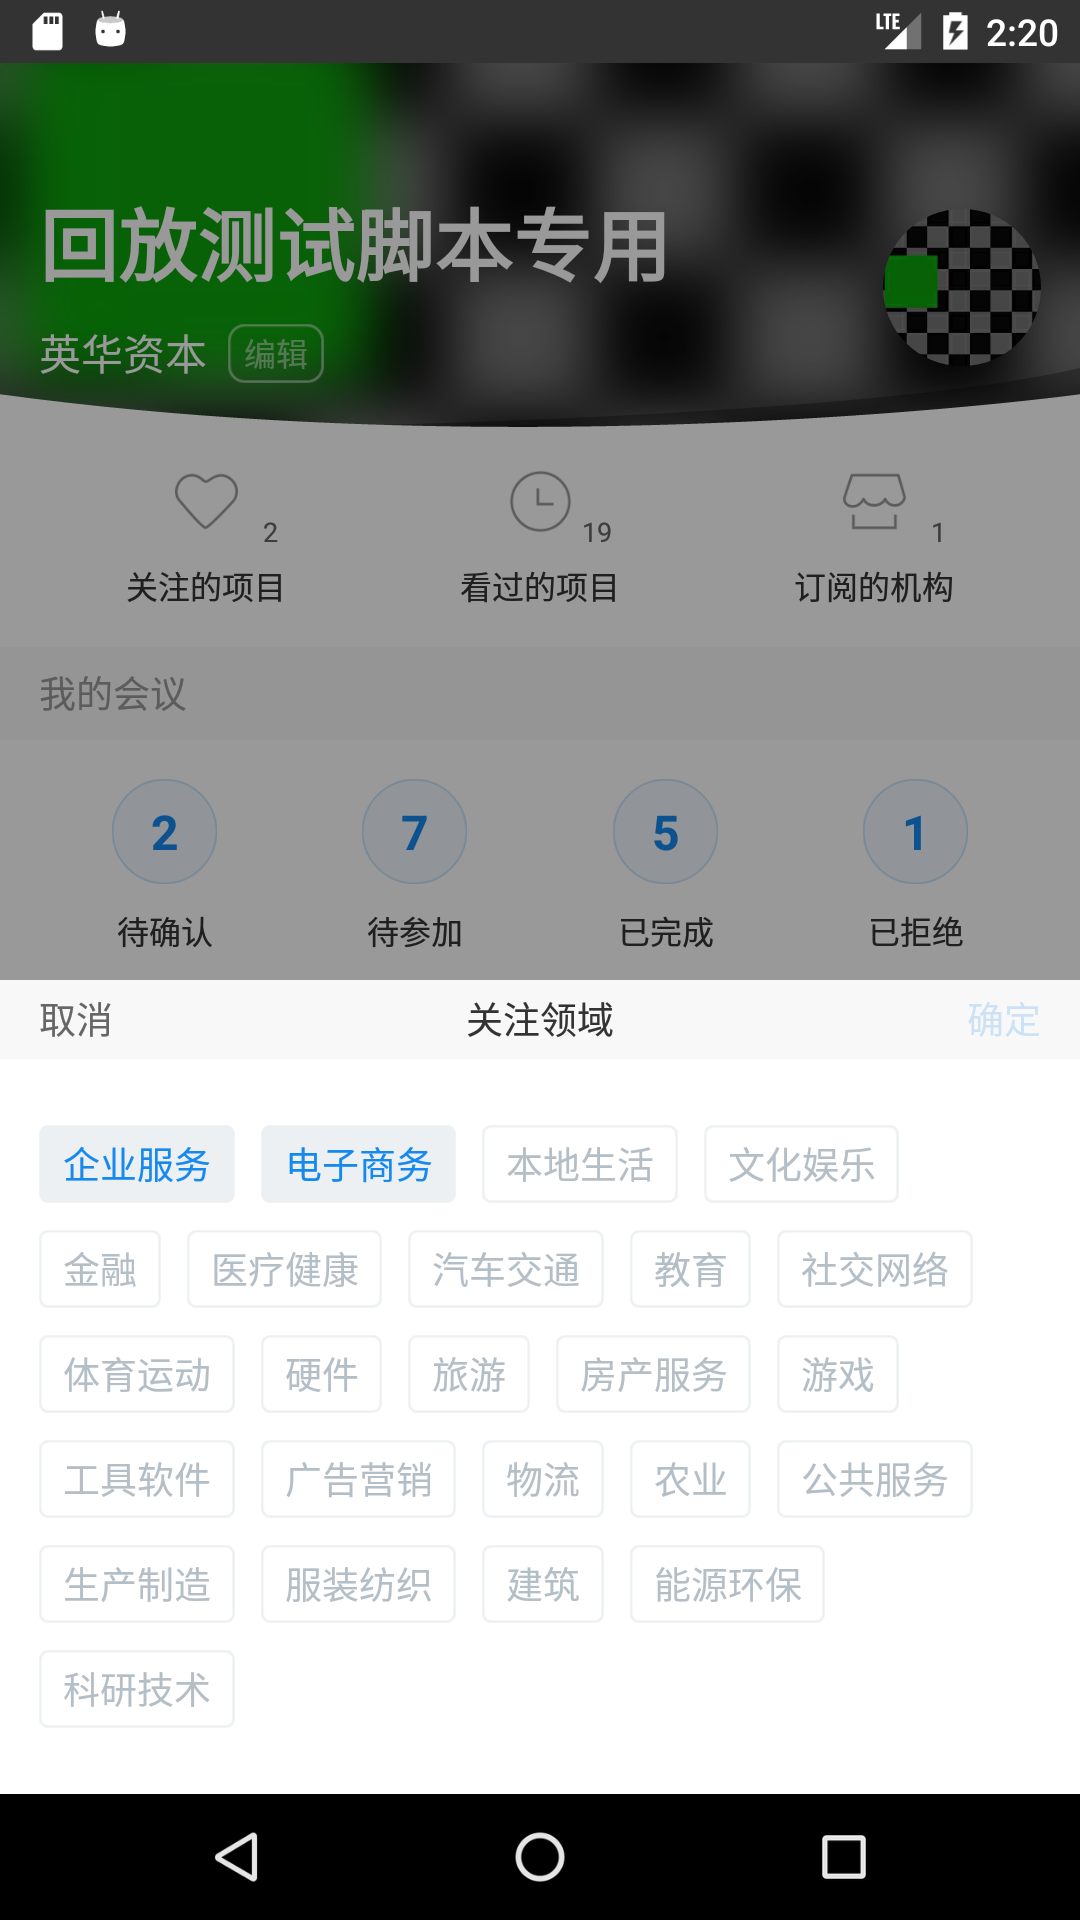 LTE 2:20
回放测试脚本专用
英华资本 编辑
2 19 1
关注的项目 看过的项目 订阅的机构
我的会议
2 7 5 1
待确认 待参加 已完成 已拒绝
取消 关注领域 确定
企业服务 电子商务 本地生活 文化娱乐
金融 医疗健康 汽车交通 教育 社交网络
体育运动 硬件 旅游 房产服务 游戏
工具软件 广告营销 物流 农业 公共服务
生产制造 服装纺织 建筑 能源环保
科研技术